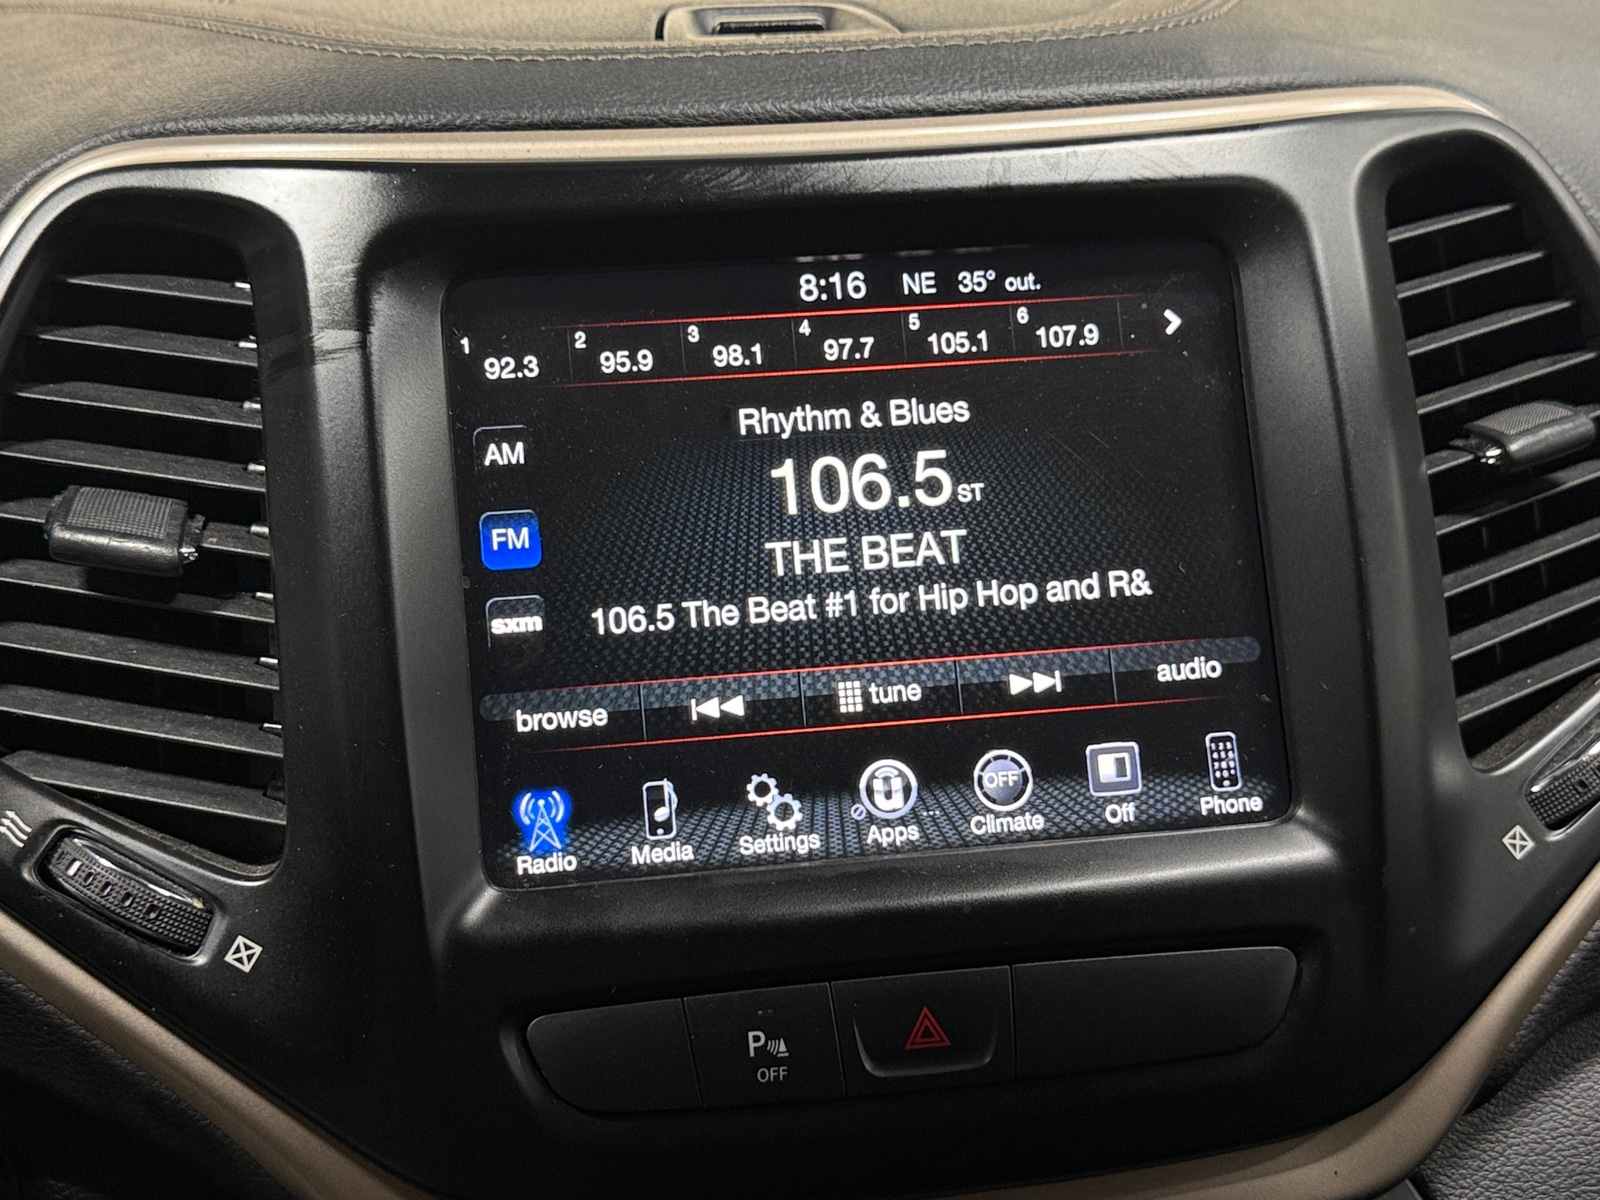 8:16 NE 35° out.
1 92.3 2 95.9 3 98.1 4 97.7 5 105.1 6 107.9
Rhythm & Blues
AM
106.5 ST
FM
THE BEAT
sxm
106.5 The Beat #1 for Hip Hop and R&
browse tune audio
OFF
Radio Media Settings Apps ... Climate Off Phone
P
OFF